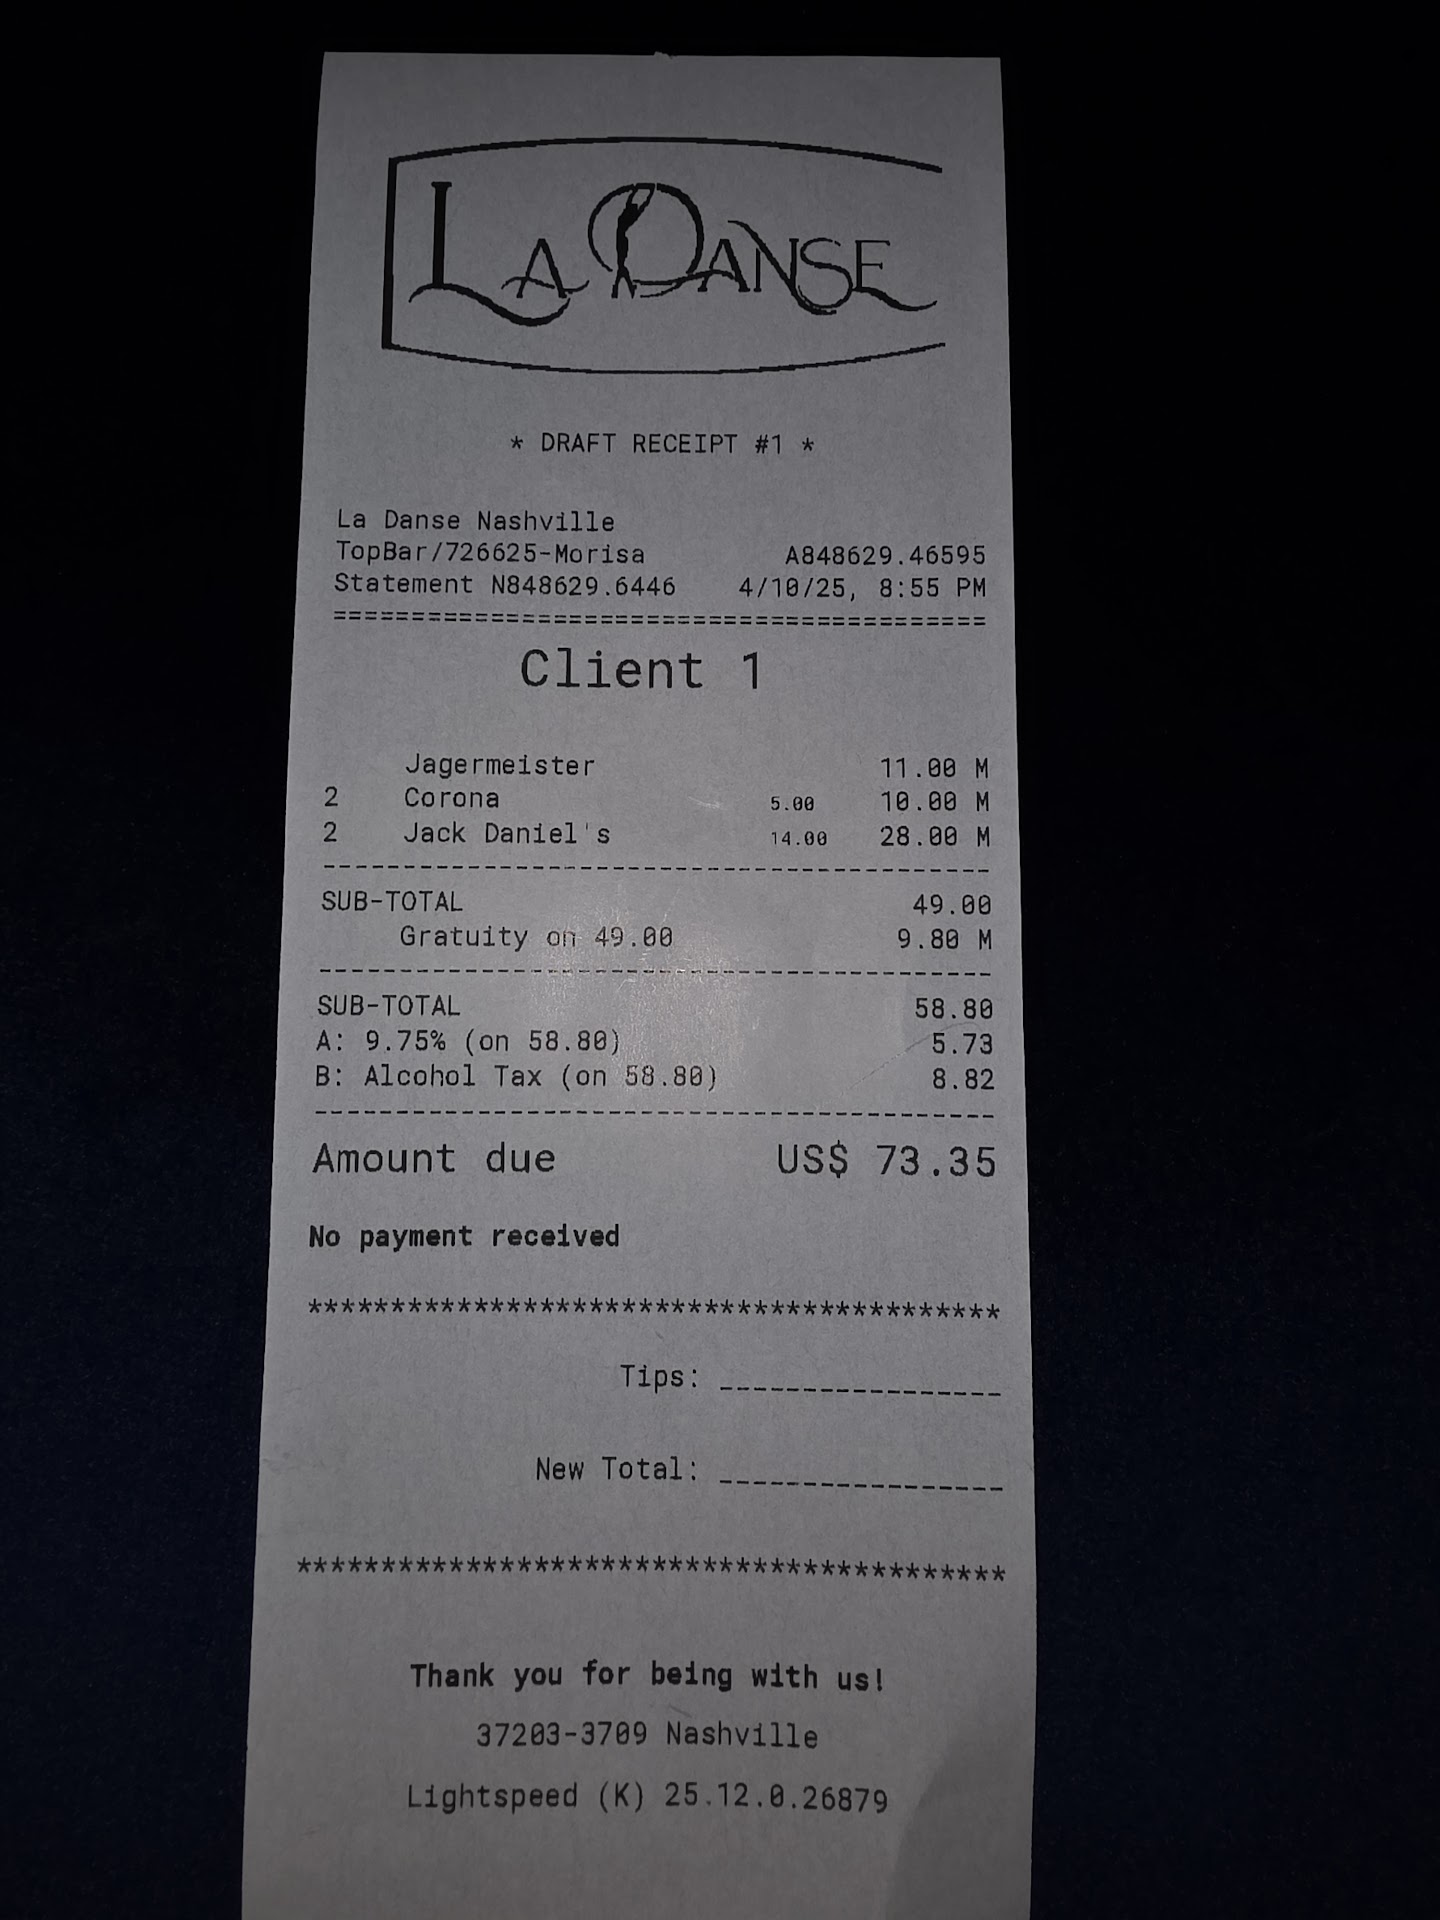 LA DANSE
* DRAFT RECEIPT #1 *
La Danse Nashville
TopBar/726625-Morisa A848629.46595
Statement N848629.6446 4/10/25, 8:55 PM
==========================================
Client 1
Jagermeister 11.00 M
2 Corona 5.00 10.00 M
2 Jack Daniel's 14.00 28.00 M
------------------------------------------
SUB-TOTAL 49.00
Gratuity on 49.00 9.80 M
------------------------------------------
SUB-TOTAL 58.80
A: 9.75% (on 58.80) 5.73
B: Alcohol Tax (on 58.80) 8.82
------------------------------------------
Amount due US$ 73.35
No payment received
******************************************
Tips: _________________
New Total: _________________
******************************************
Thank you for being with us!
37203-3709 Nashville
Lightspeed (K) 25.12.0.26879